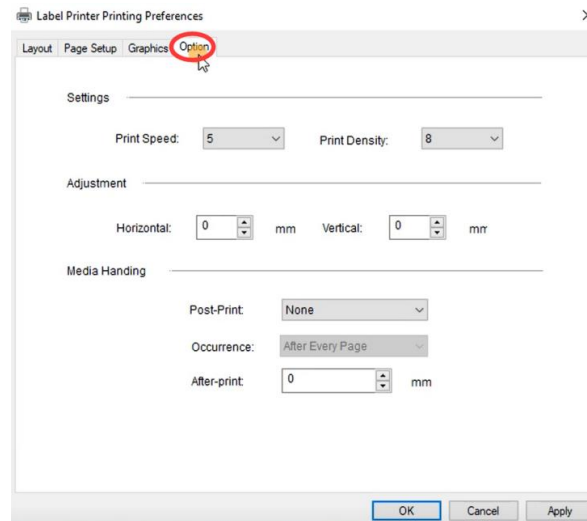 Label Printer Printing Preferences
Layout Page Setup Graphics Option
Settings
Print Speed: 5 Print Density: 8
Adjustment
Horizontal: 0 mm Vertical: 0 mm
Media Handing
Post-Print: None
Occurrence: After Every Page
After-print: 0 mm
OK Cancel Apply